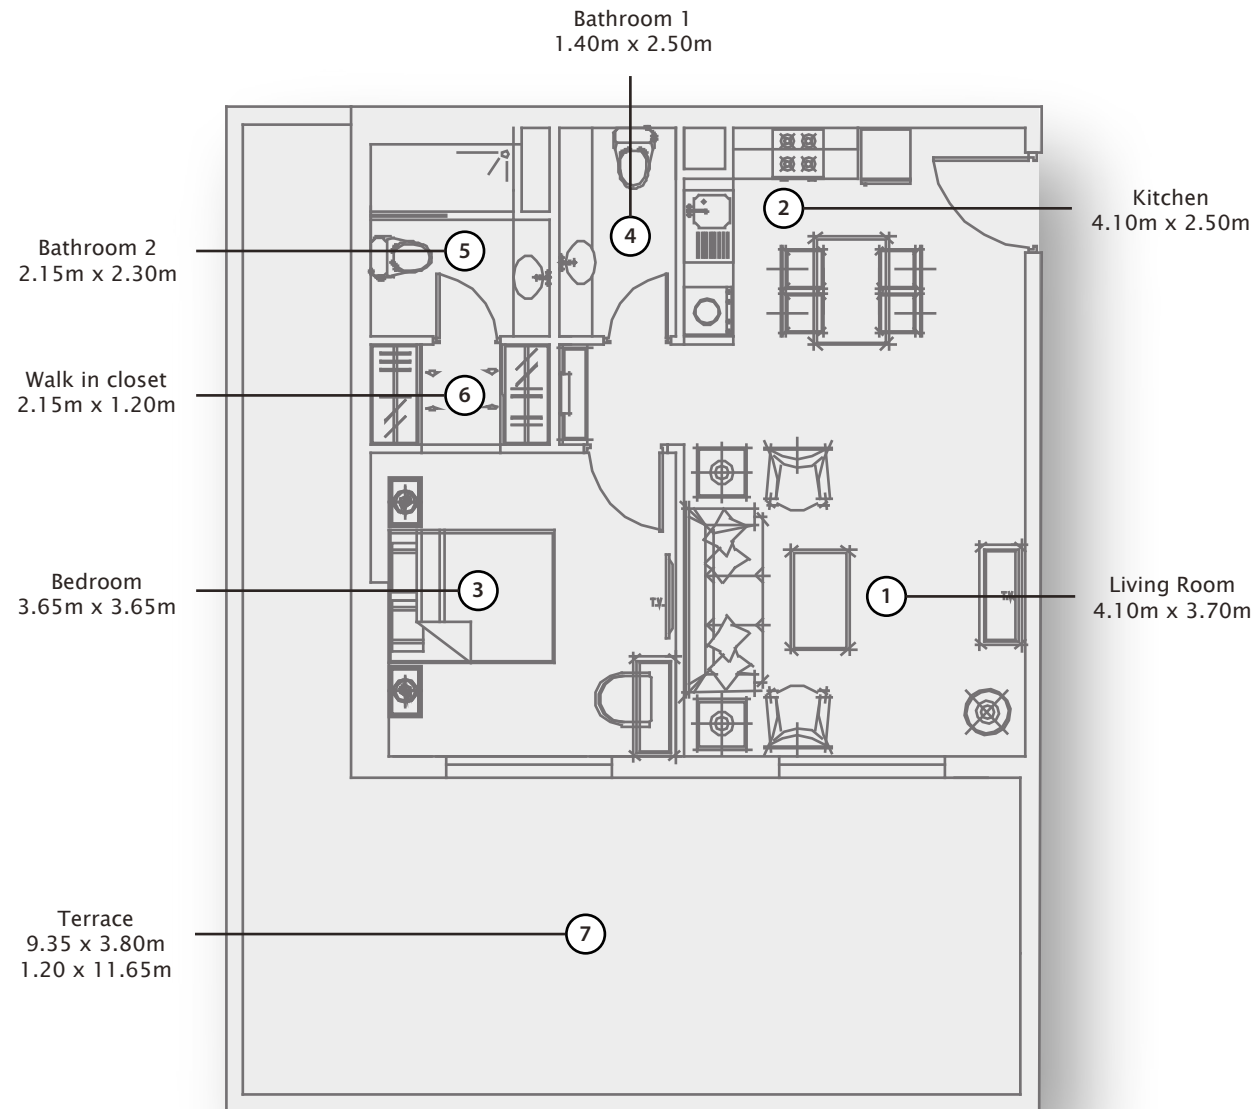 Bathroom 1
1.40m x 2.50m
Kitchen
4.10m x 2.50m
2
4
5
Bathroom 2
2.15m x 2.30m
Walk in closet
2.15m x 1.20m
6
Bedroom
3.65m x 3.65m
3
T.V.
1
T.V.
Living Room
4.10m x 3.70m
Terrace
9.35 x 3.80m
1.20 x 11.65m
7